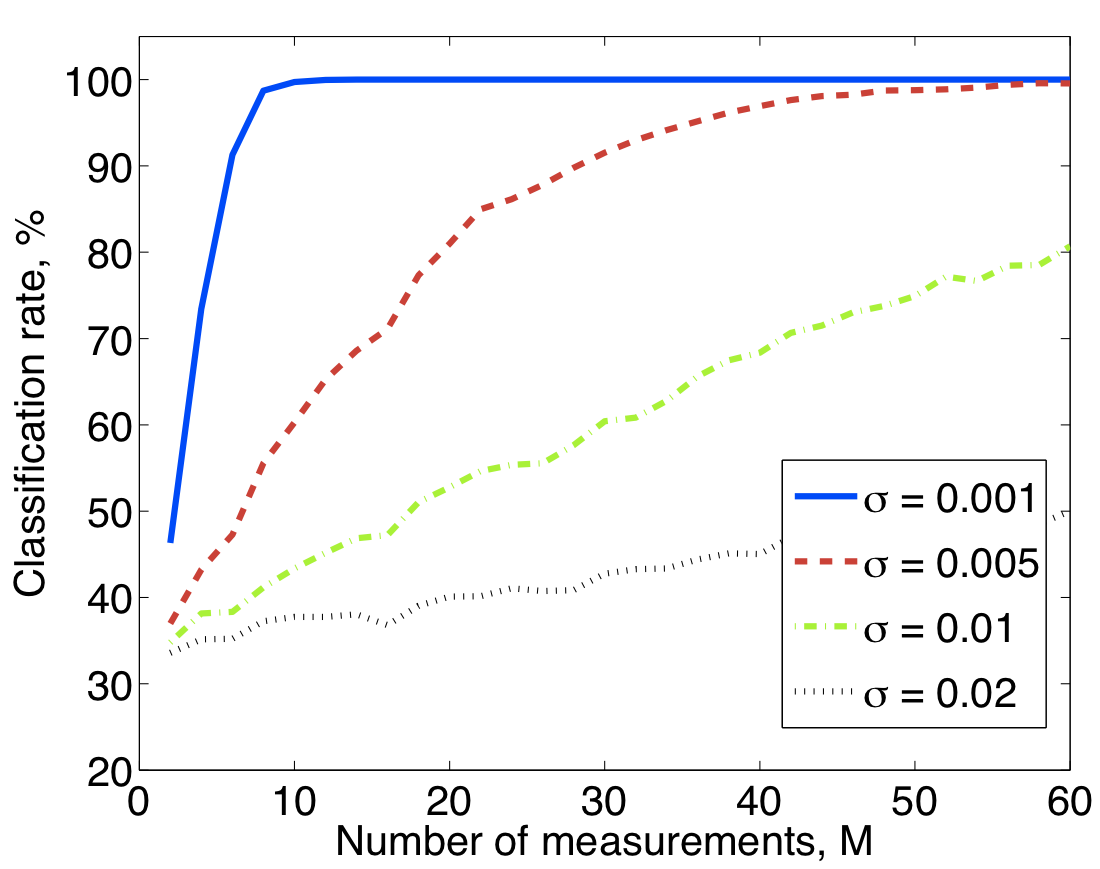 Classification rate, %
100
90
80
70
60
50
40
30
20
0 10 20 30 40 50 60
Number of measurements, M
σ = 0.001
σ = 0.005
σ = 0.01
σ = 0.02